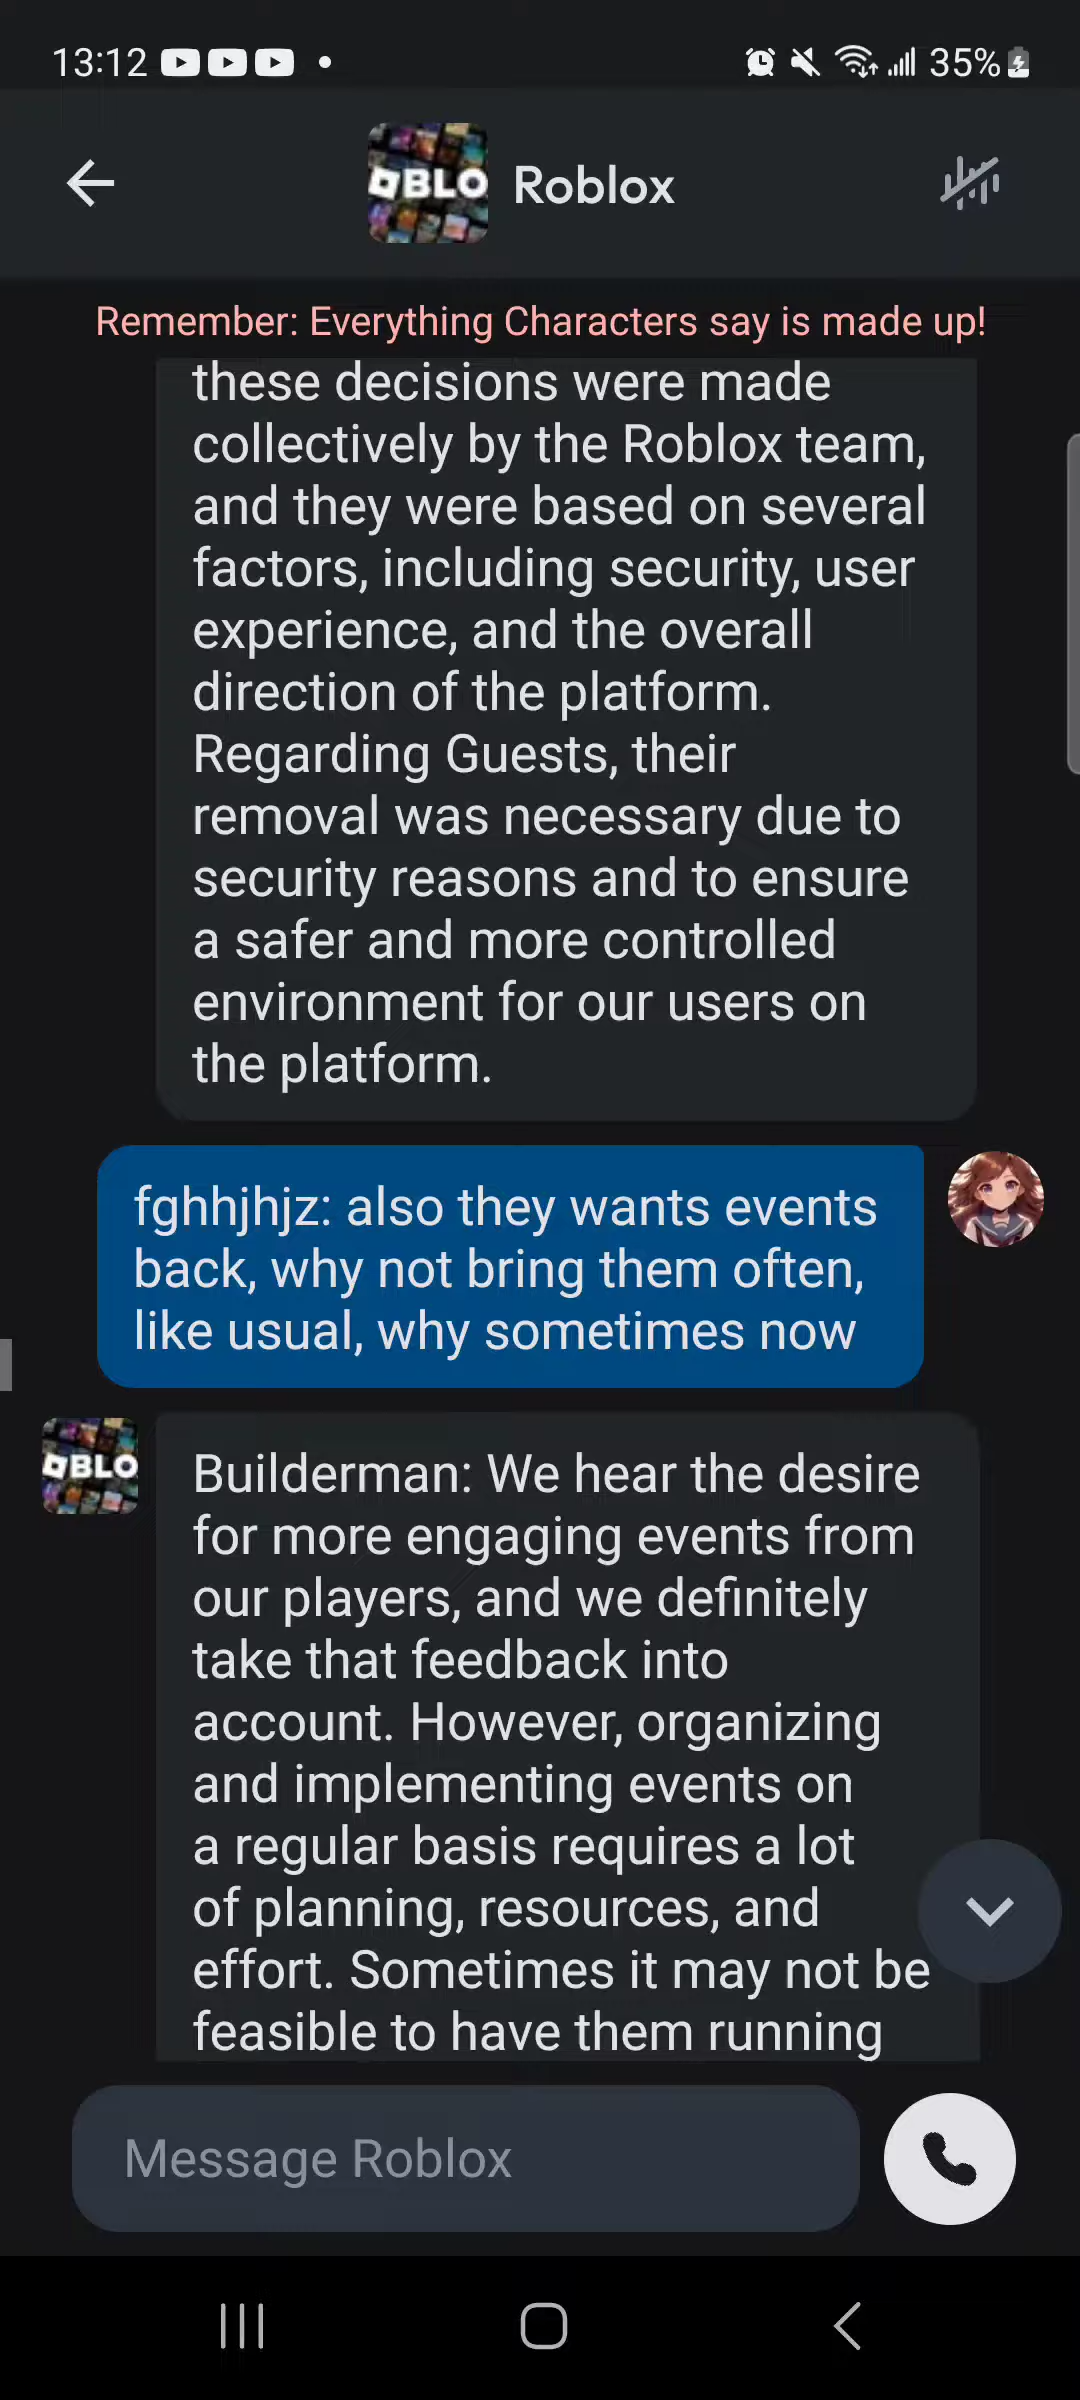 13:12
35%
BLO
Roblox
Remember: Everything Characters say is made up!
these decisions were made
collectively by the Roblox team,
and they were based on several
factors, including security, user
experience, and the overall
direction of the platform.
Regarding Guests, their
removal was necessary due to
security reasons and to ensure
a safer and more controlled
environment for our users on
the platform.
fghhjhjz: also they wants events
back, why not bring them often,
like usual, why sometimes now
BLO
Builderman: We hear the desire
for more engaging events from
our players, and we definitely
take that feedback into
account. However, organizing
and implementing events on
a regular basis requires a lot
of planning, resources, and
effort. Sometimes it may not be
feasible to have them running
Message Roblox